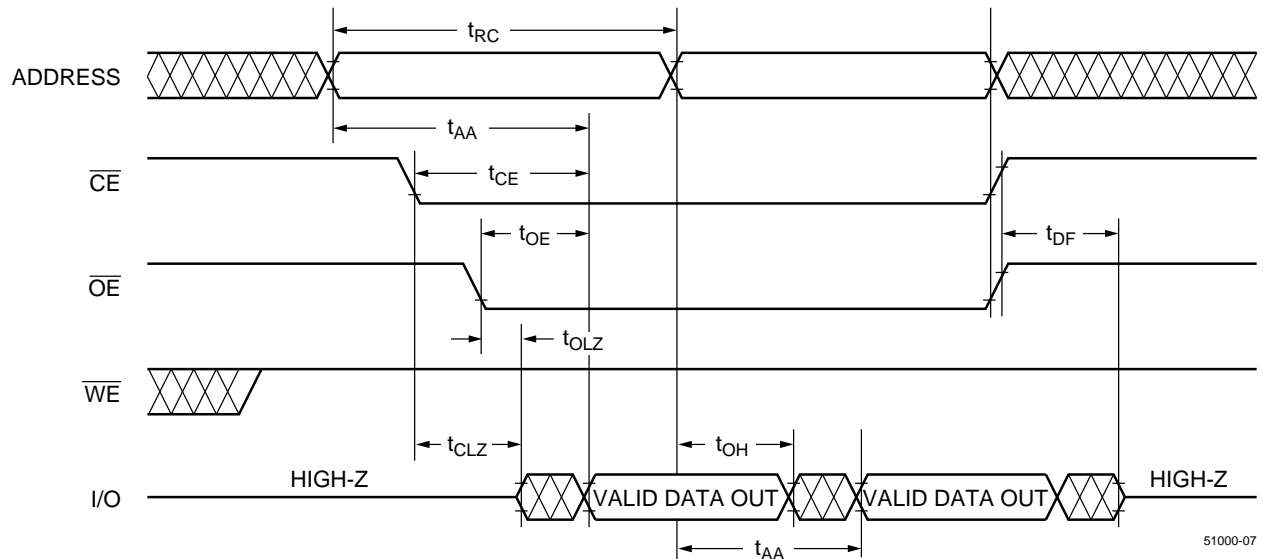 tRC
ADDRESS
tAA
CE
tCE
tOE
tDF
OE
tOLZ
WE
tCLZ
tOH
I/O
HIGH-Z
VALID DATA OUT
VALID DATA OUT
HIGH-Z
tAA
51000-07